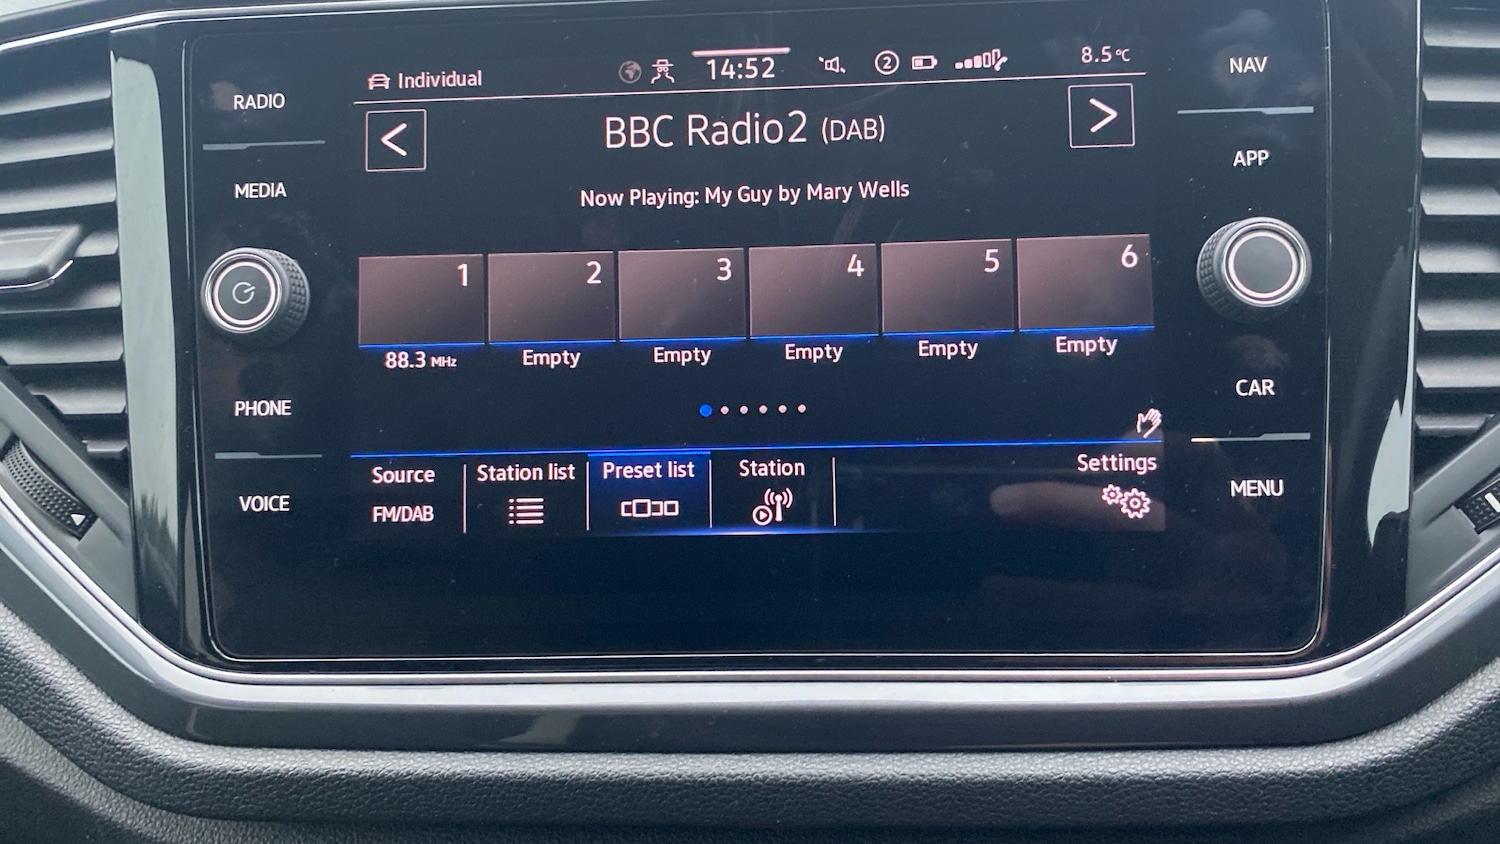 RADIO
MEDIA
PHONE
VOICE
Individual
14:52
2
8.5°C
BBC Radio2 (DAB)
Now Playing: My Guy by Mary Wells
1 2 3 4 5 6
88.3 MHz Empty Empty Empty Empty Empty
Source Station list Preset list Station Settings
FM/DAB
NAV
APP
CAR
MENU